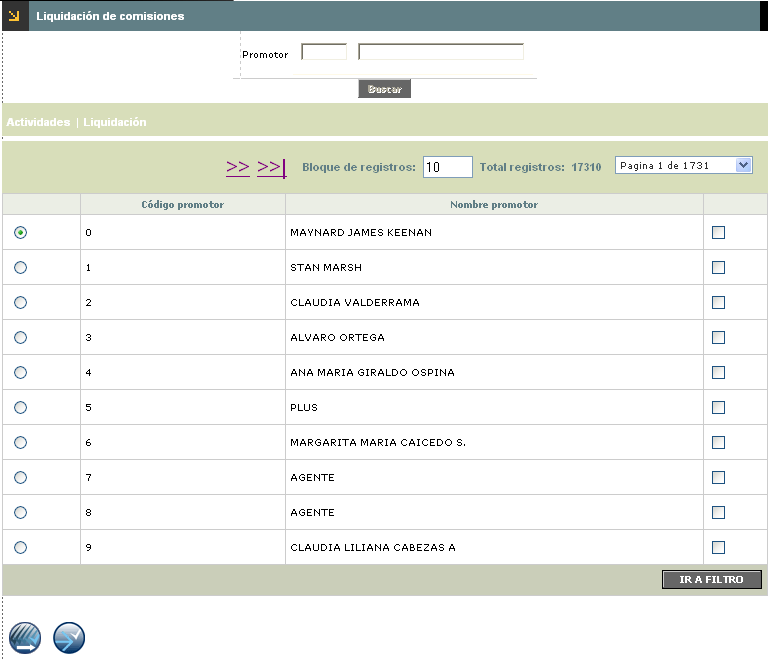 Liquidación de comisiones
Promotor
Buscar
Actividades | Liquidación
>> >>| Bloque de registros: 10 Total registros: 17310 Pagina 1 de 1731
Código promotor Nombre promotor
0 MAYNARD JAMES KEENAN
1 STAN MARSH
2 CLAUDIA VALDERRAMA
3 ALVARO ORTEGA
4 ANA MARIA GIRALDO OSPINA
5 PLUS
6 MARGARITA MARIA CAICEDO S.
7 AGENTE
8 AGENTE
9 CLAUDIA LILIANA CABEZAS A
IR A FILTRO